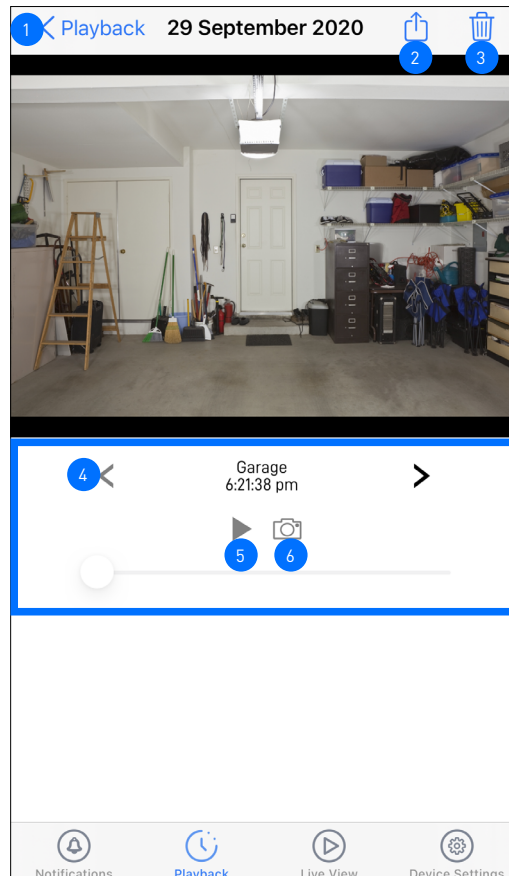 1 Playback 29 September 2020
2 3
4 Garage
6:21:38 pm
5 6
Notifications Playback Live View Device Settings